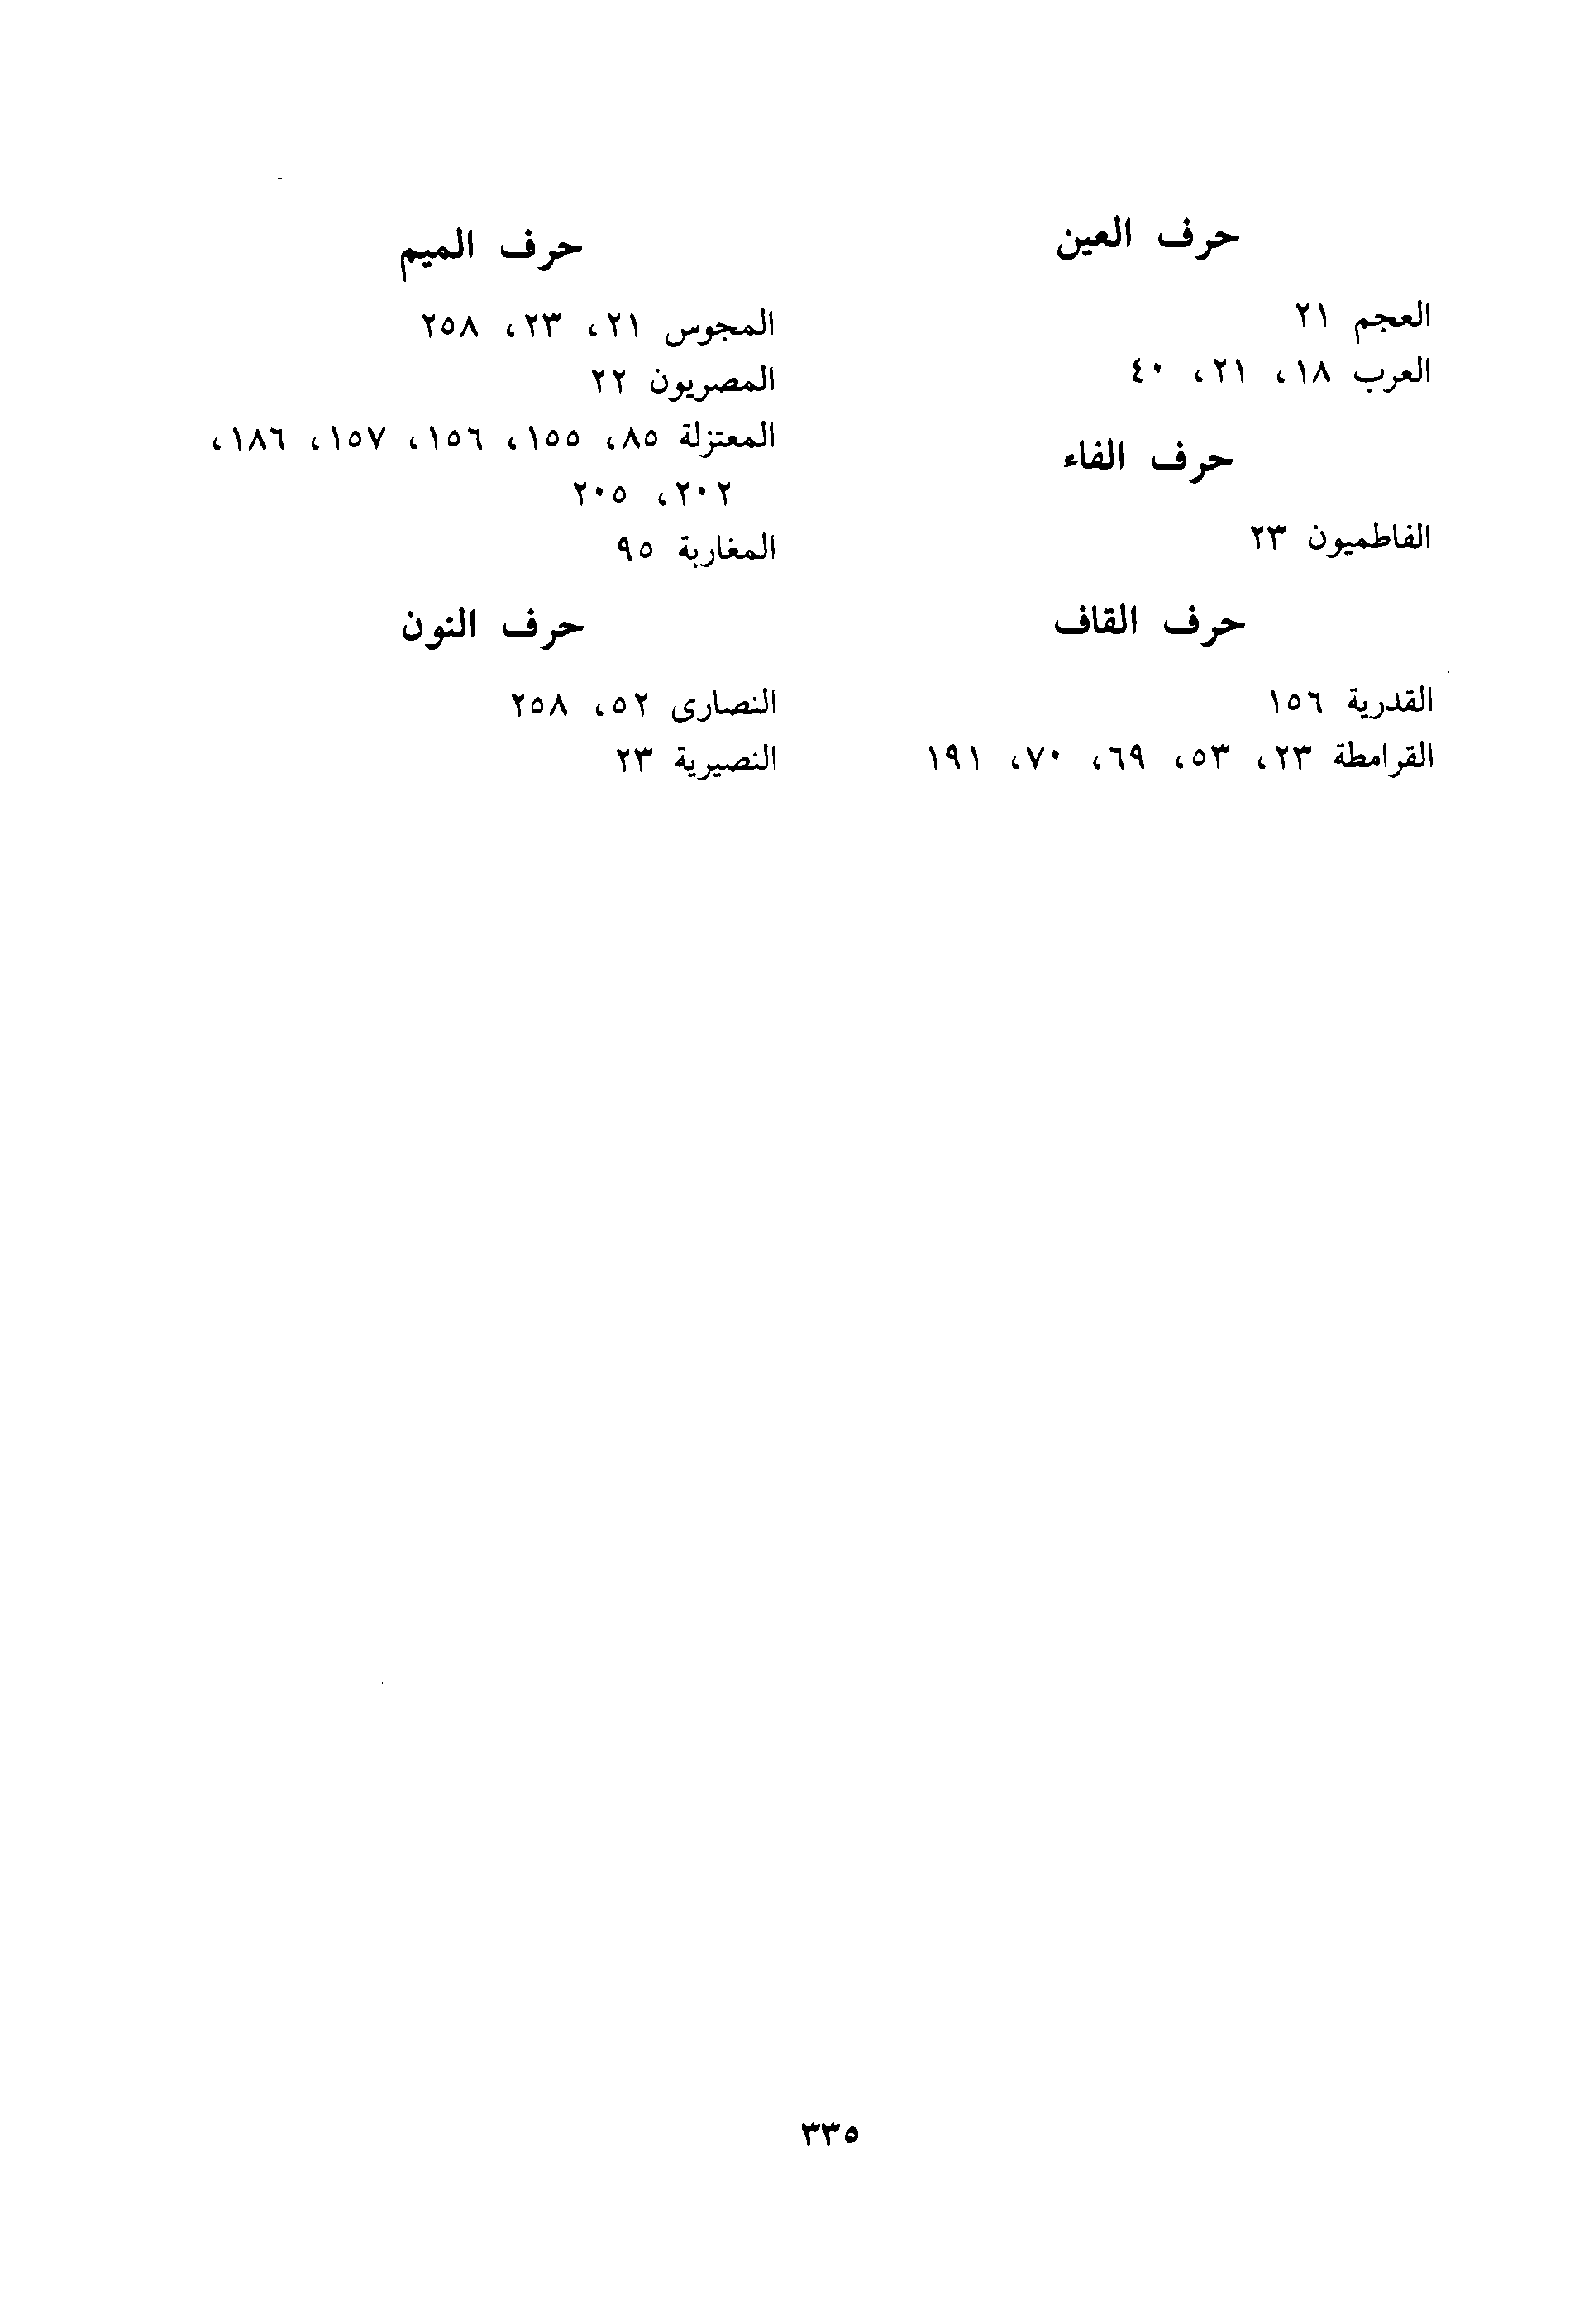 حرف العين
العجم ٢١
العرب ١٨، ٢١، ٤٠
حرف الفاء
الفاطميون ٢٣
حرف القاف
القدرية ١٥٦
القرامطة ٢٣، ٥٣، ٦٩، ٧٠، ١٩١
حرف الميم
المجوس ٢١، ٢٣، ٢٥٨
المصريون ٢٢
المعتزلة ٨٥، ١٥٥، ١٥٦، ١٥٧، ١٨٦،
٢٠٢، ٢٠٥
المغاربة ٩٥
حرف النون
النصارى ٥٢، ٢٥٨
النصيرية ٢٣
٣٣٥